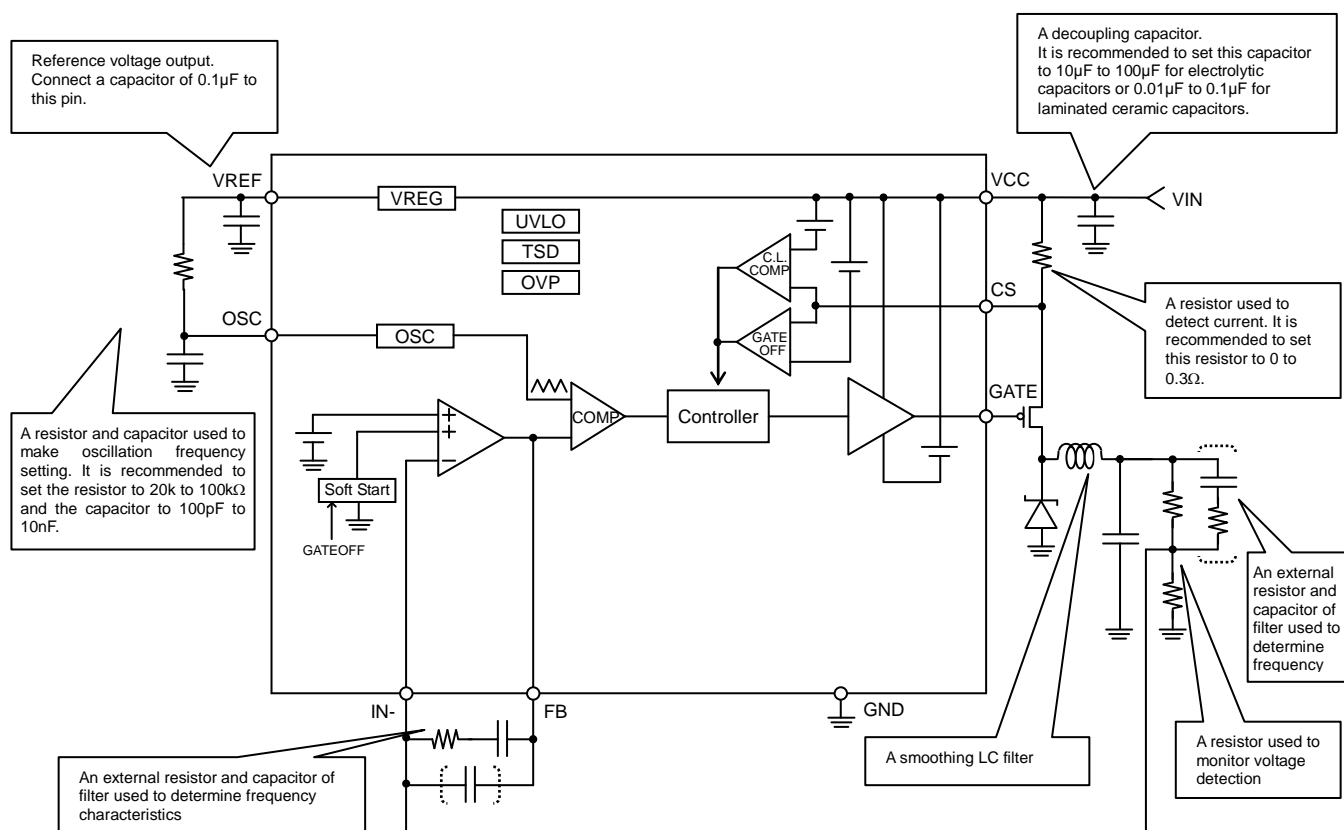 Reference voltage output.
Connect a capacitor of 0.1µF to
this pin.
A decoupling capacitor.
It is recommended to set this capacitor
to 10µF to 100µF for electrolytic
capacitors or 0.01µF to 0.1µF for
laminated ceramic capacitors.
VREF
VREG
VCC
VIN
UVLO
TSD
OVP
C.L.
COMP
CS
A resistor used to
detect current. It is
recommended to set
this resistor to 0 to
0.3Ω.
OSC
OSC
GATE
OFF
GATE
COMP
Controller
A resistor and capacitor used to
make oscillation frequency
setting. It is recommended to
set the resistor to 20k to 100kΩ
and the capacitor to 100pF to
10nF.
+
+
−
Soft Start
GATEOFF
An external
resistor and
capacitor of
filter used to
determine
frequency
IN-
FB
GND
A smoothing LC filter
A resistor used to
monitor voltage
detection
An external resistor and capacitor of
filter used to determine frequency
characteristics